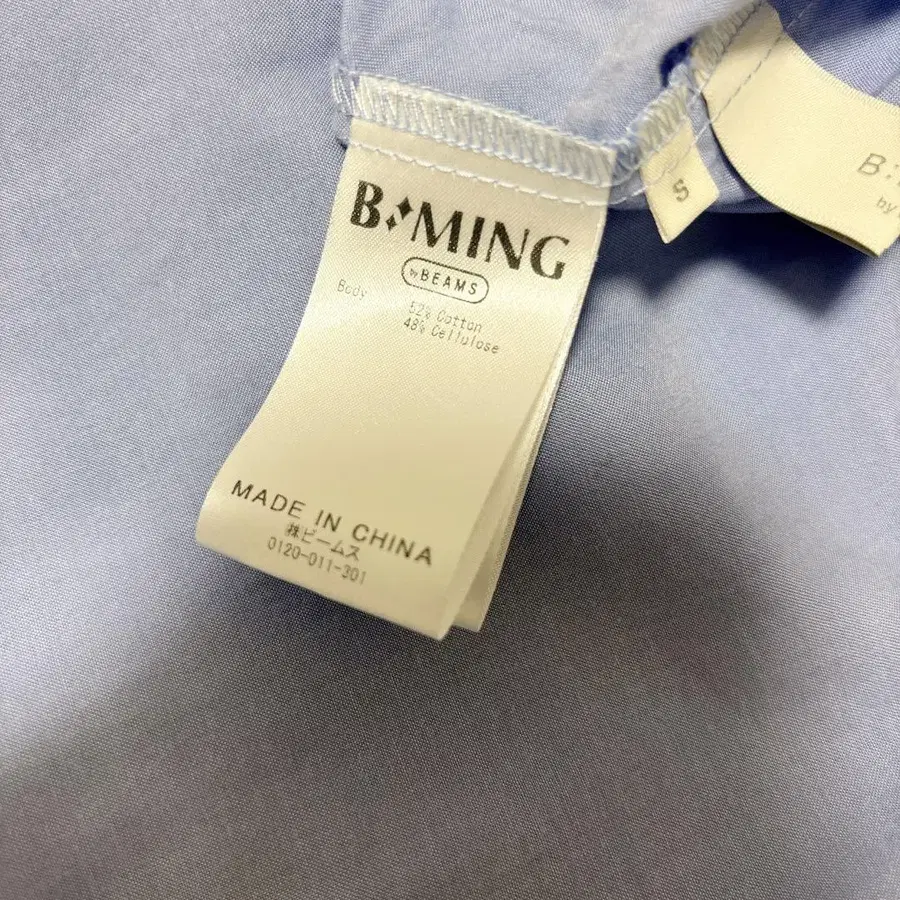 B:MING
by BEAMS
Body 52% Cotton
48% Cellulose
MADE IN CHINA
㈱ビームス
0120-011-301
S
B:
by